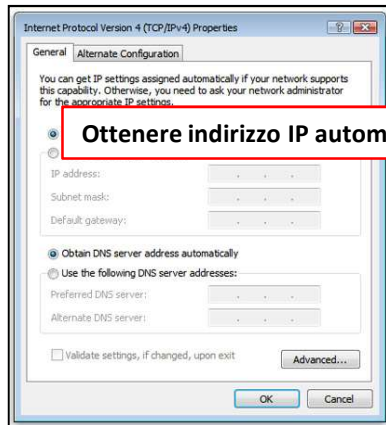 Internet Protocol Version 4 (TCP/IPv4) Properties
General
Alternate Configuration
You can get IP settings assigned automatically if your network supports
this capability. Otherwise, you need to ask your network administrator
for the appropriate IP settings.
Ottenere indirizzo IP autom
IP address:
Subnet mask:
Default gateway:
Obtain DNS server address automatically
Use the following DNS server addresses:
Preferred DNS server:
Alternate DNS server:
Validate settings, if changed, upon exit
Advanced...
OK
Cancel